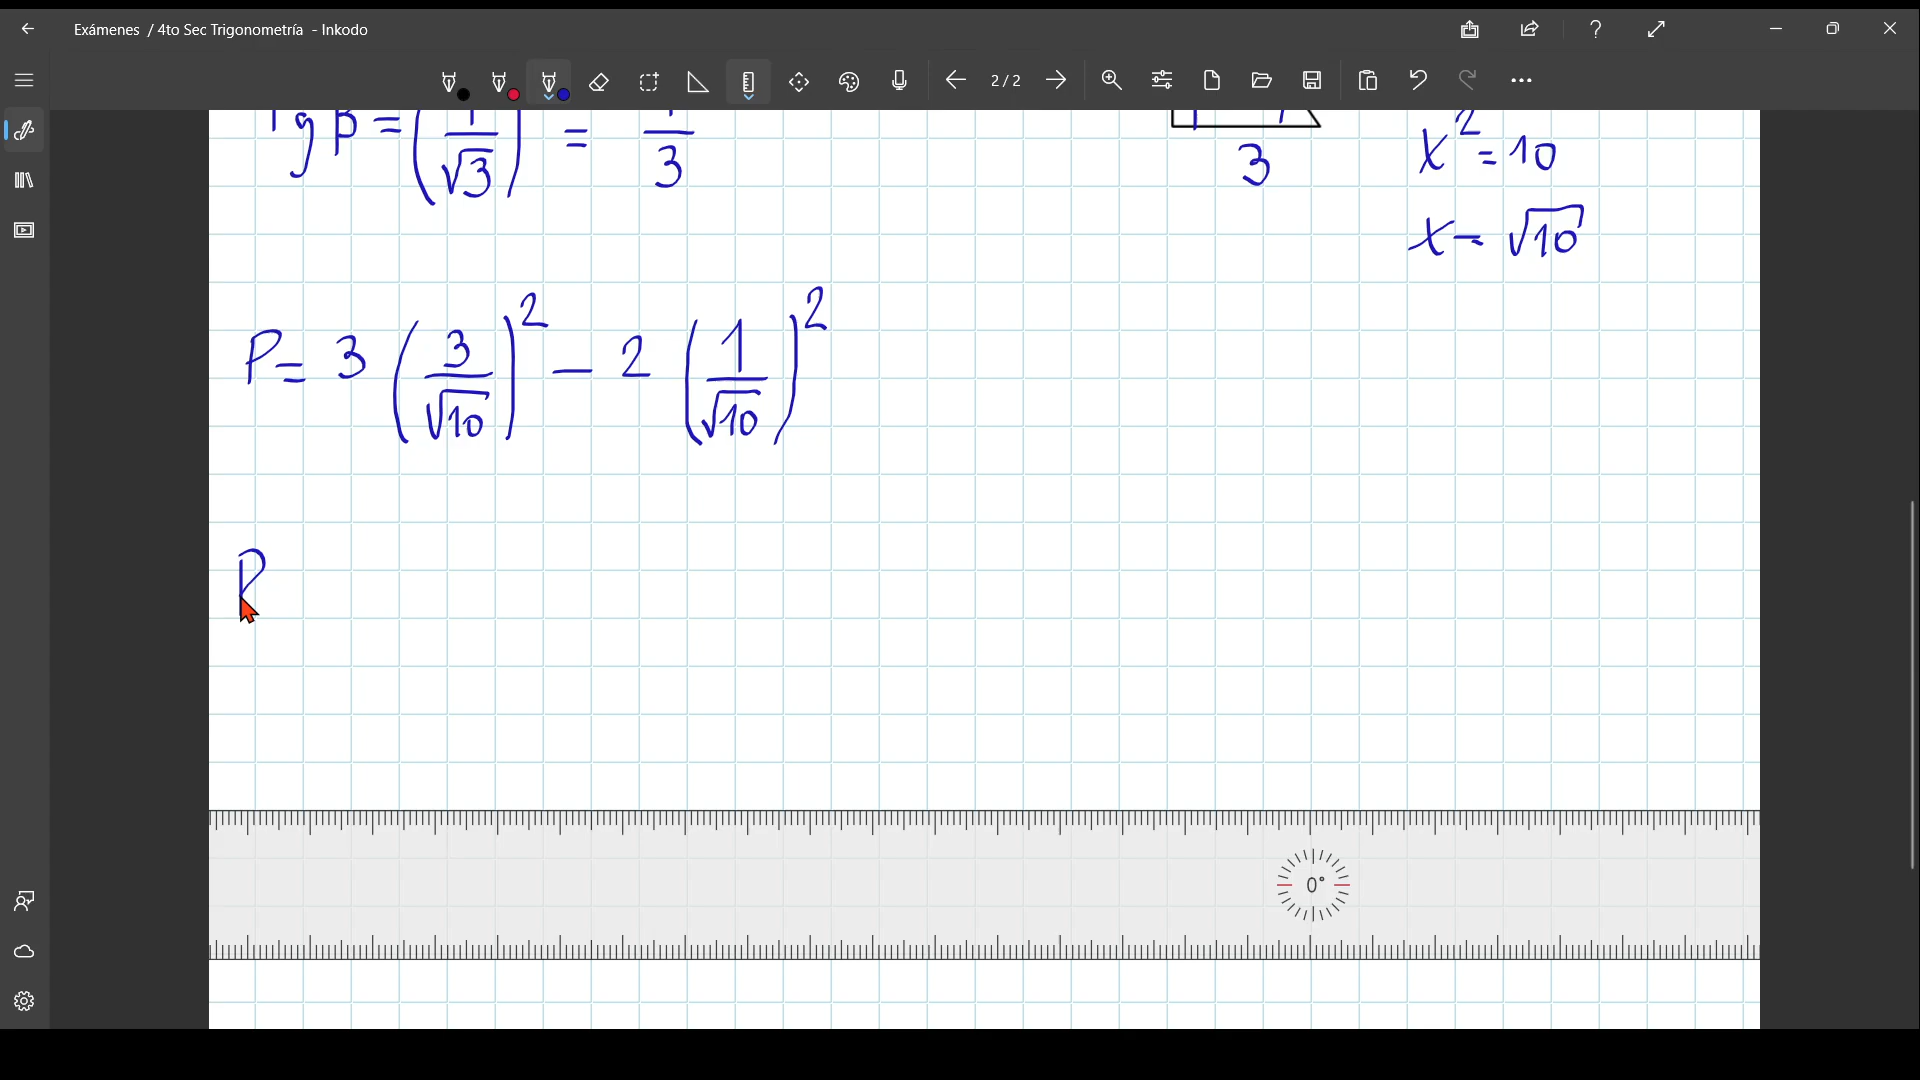 Exámenes / 4to Sec Trigonometría - Inkodo
2 / 2
tg β = (1/√3) = 1/3
3
x² = 10
x = √10
P = 3 (3/√10)² - 2 (1/√10)²
P
0°